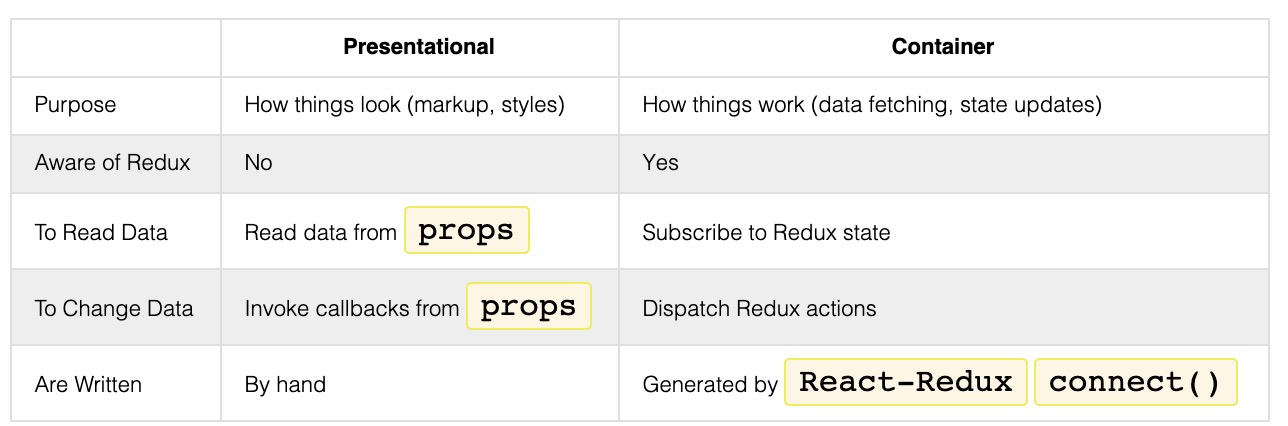 Presentational Container
Purpose How things look (markup, styles) How things work (data fetching, state updates)
Aware of Redux No Yes
To Read Data Read data from props Subscribe to Redux state
To Change Data Invoke callbacks from props Dispatch Redux actions
Are Written By hand Generated by React-Redux connect()